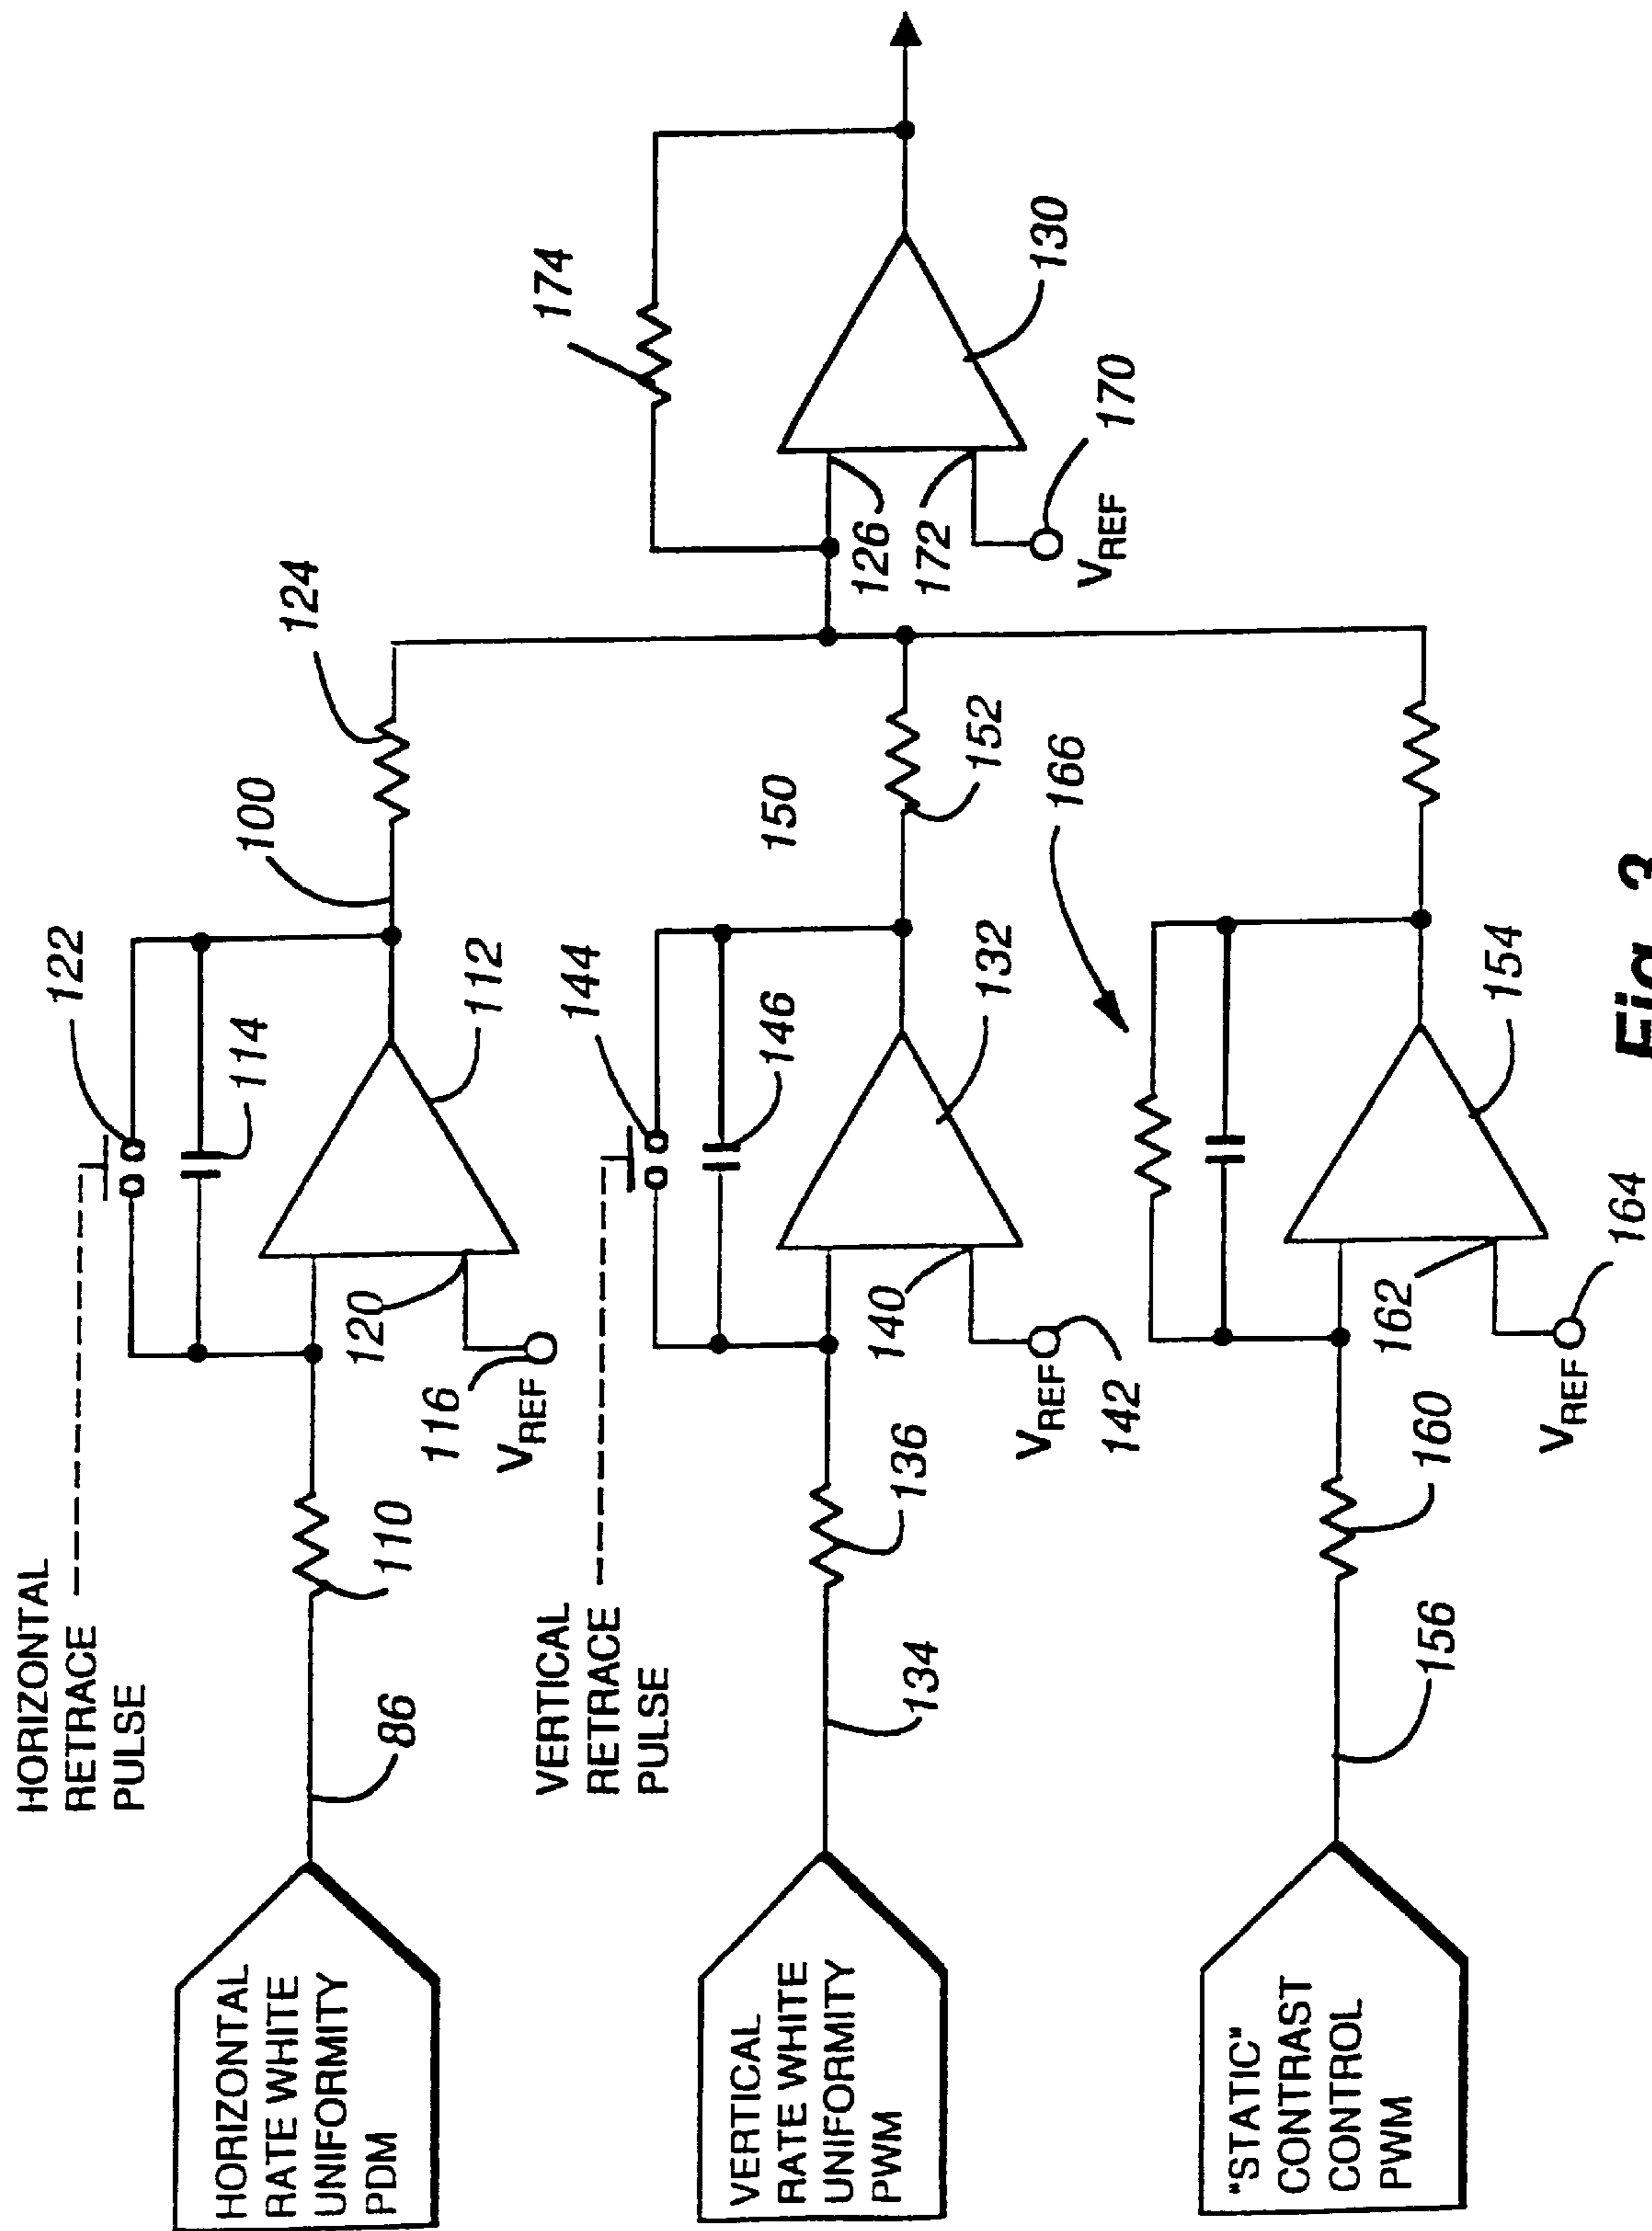 HORIZONTAL
RETRACE
PULSE
122
114
100
124
112
86
110
120
116
VREF
HORIZONTAL
RATE WHITE
UNIFORMITY
PDM
VERTICAL
RETRACE
PULSE
144
146
150
152
132
134
136
140
VREF
142
VERTICAL
RATE WHITE
UNIFORMITY
PWM
174
126
172
130
170
VREF
166
154
156
160
162
164
VREF
"STATIC"
CONTRAST
CONTROL
PWM
Fig. 3